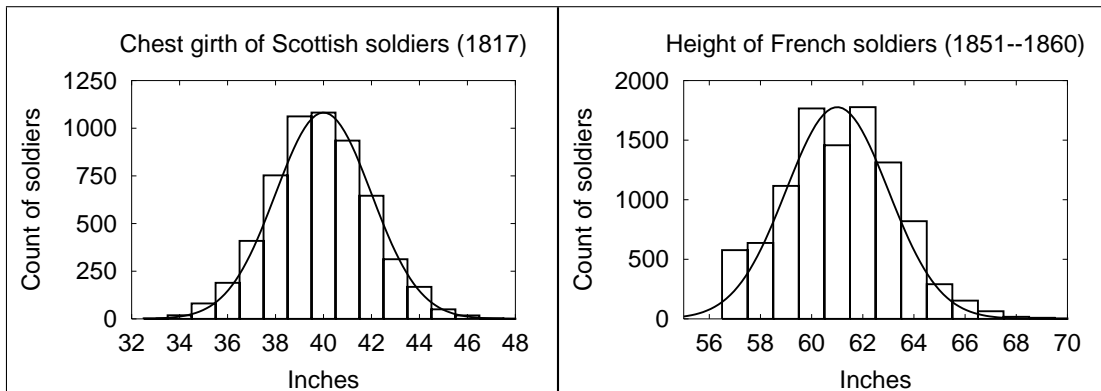 Chest girth of Scottish soldiers (1817)
1250
1000
750
500
250
0
Count of soldiers
32 34 36 38 40 42 44 46 48
Inches
Height of French soldiers (1851--1860)
2000
1500
1000
500
0
Count of soldiers
56 58 60 62 64 66 68 70
Inches